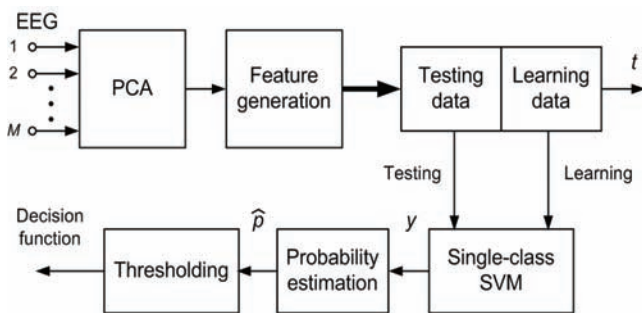 EEG
1
2
M
PCA
Feature
generation
Testing
data
Learning
data
t
Testing
Learning
Decision
function
Thresholding
p̂
Probability
estimation
y
Single-class
SVM